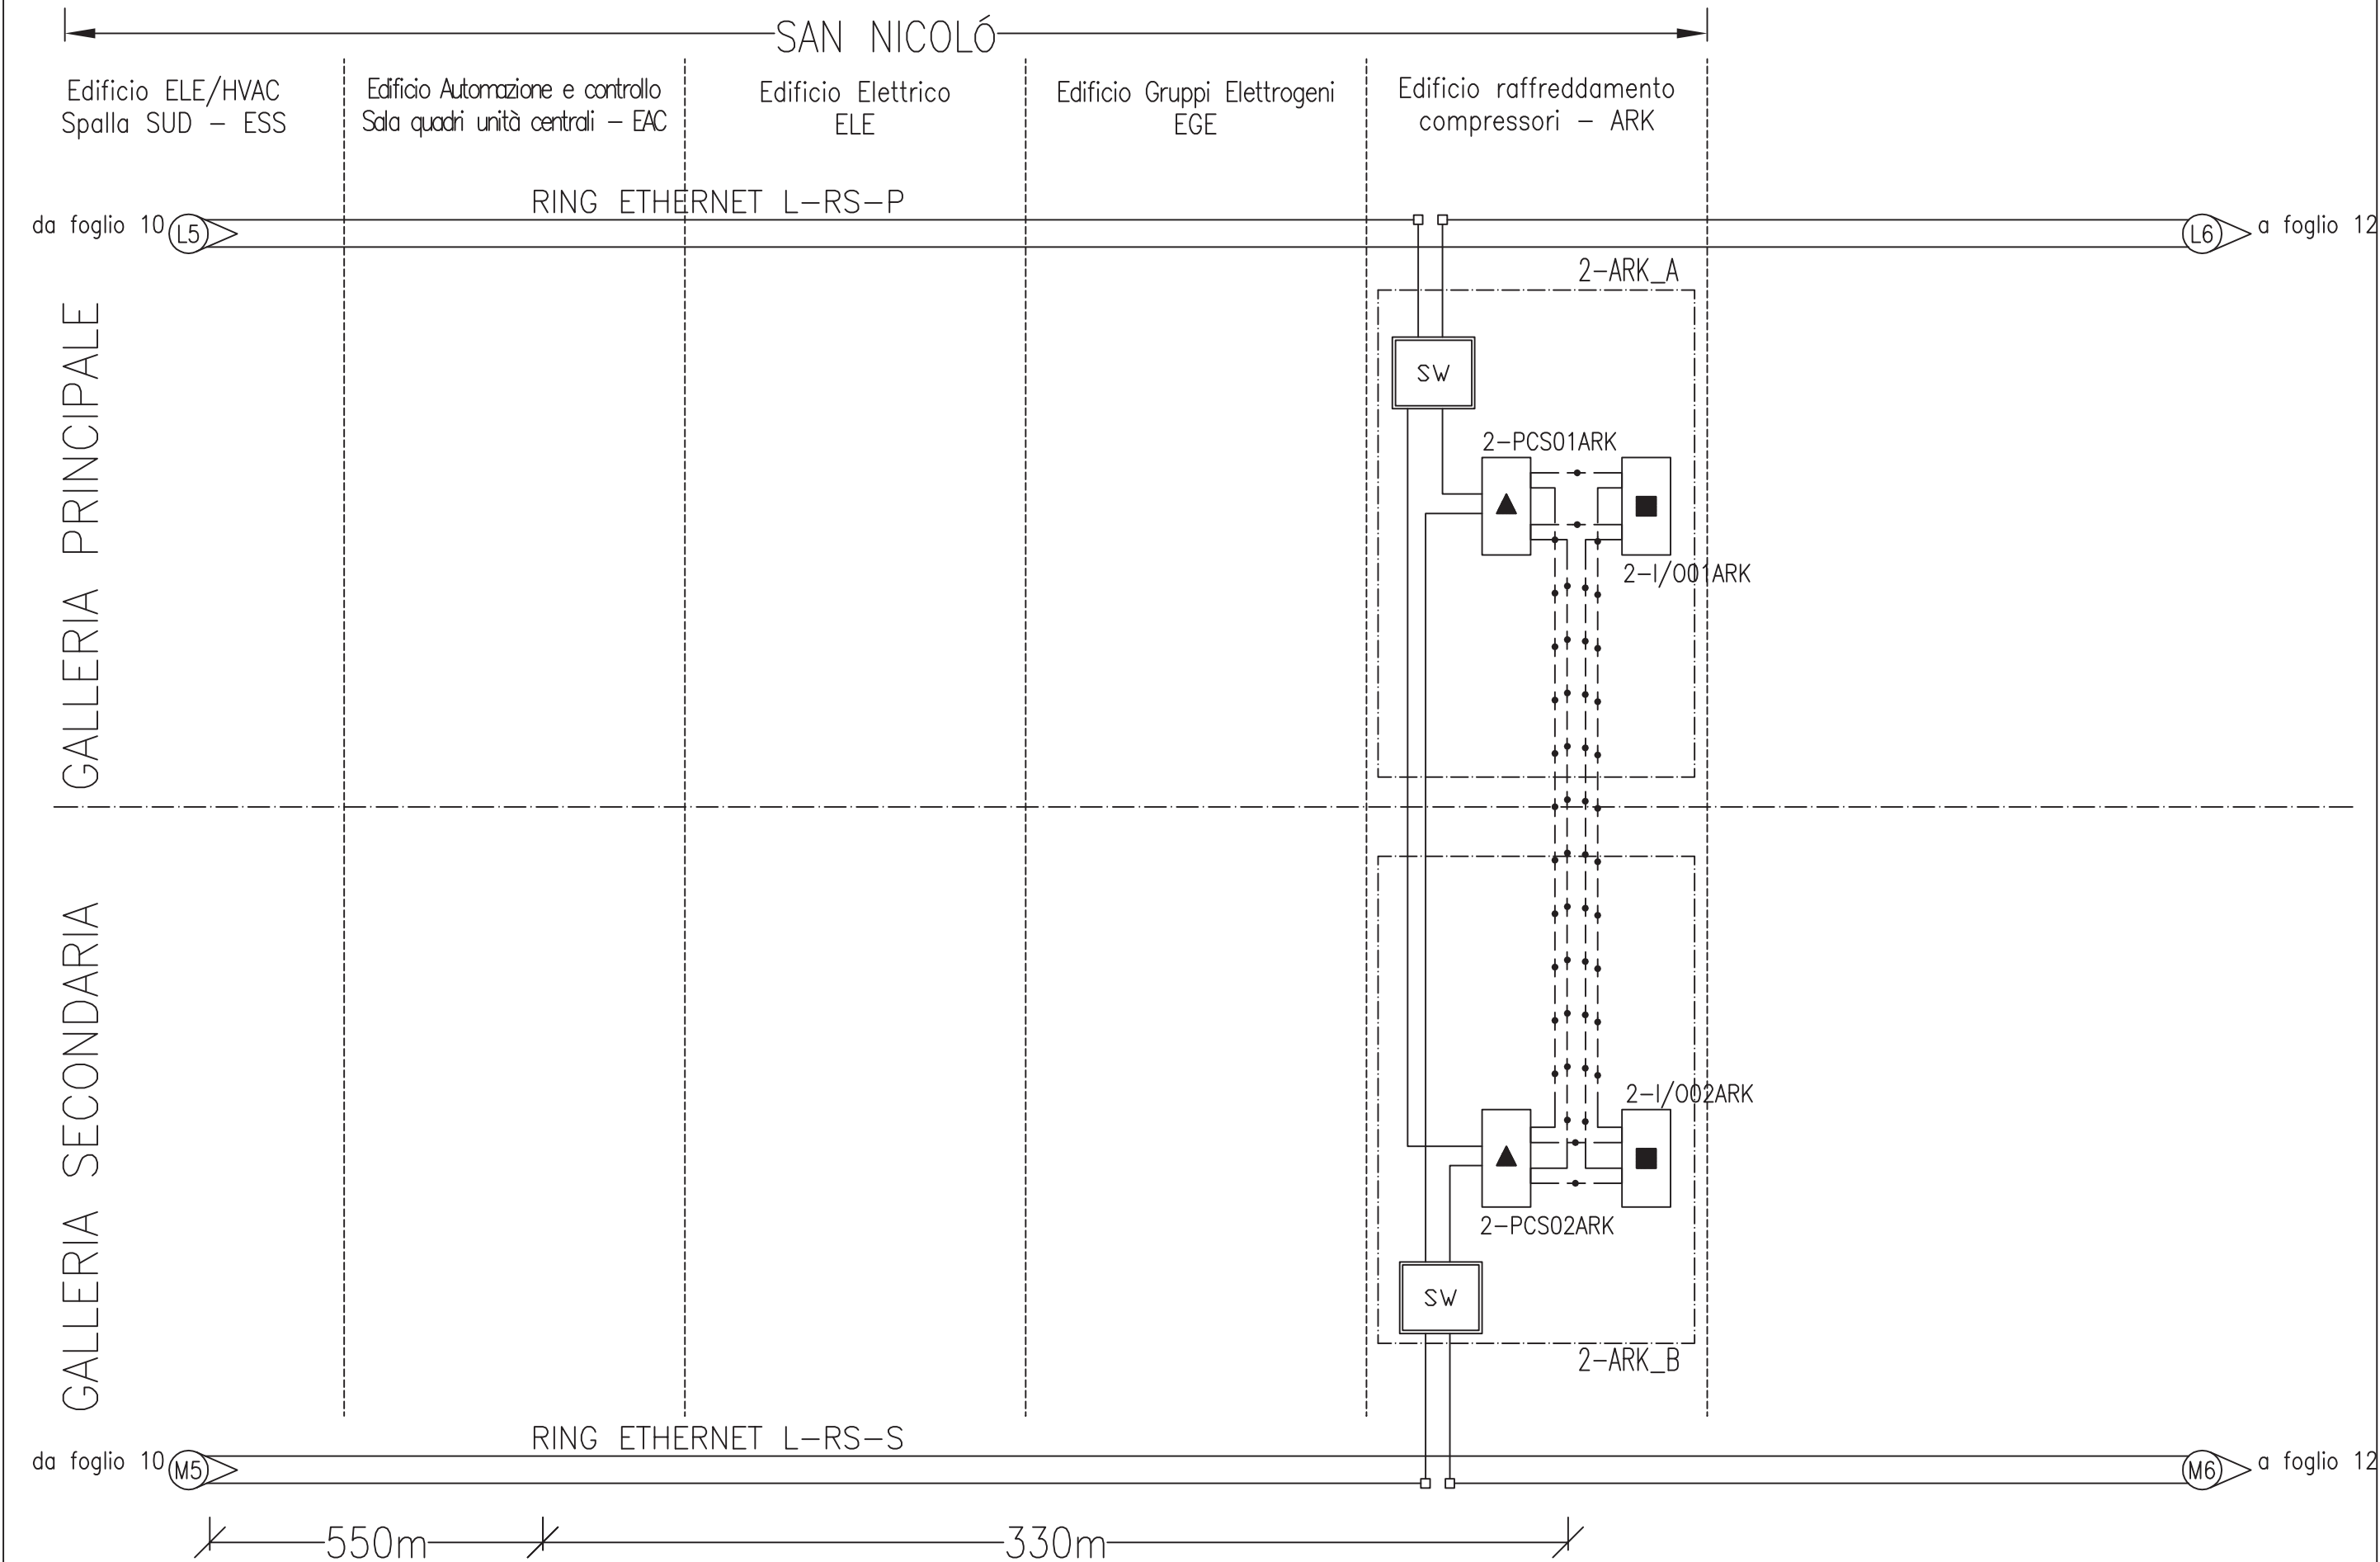 SAN NICOLÓ
Edificio ELE/HVAC
Spalla SUD – ESS
Edificio Automazione e controllo
Sala quadri unità centrali – EAC
Edificio Elettrico
ELE
Edificio Gruppi Elettrogeni
EGE
Edificio raffreddamento
compressori – ARK
RING ETHERNET L–RS–P
da foglio 10
L5
L6
a foglio 12
2–ARK_A
GALLERIA PRINCIPALE
SW
2–PCS01ARK
2–I/O01ARK
GALLERIA SECONDARIA
2–I/O02ARK
2–PCS02ARK
SW
2–ARK_B
RING ETHERNET L–RS–S
da foglio 10
M5
M6
a foglio 12
550m
330m